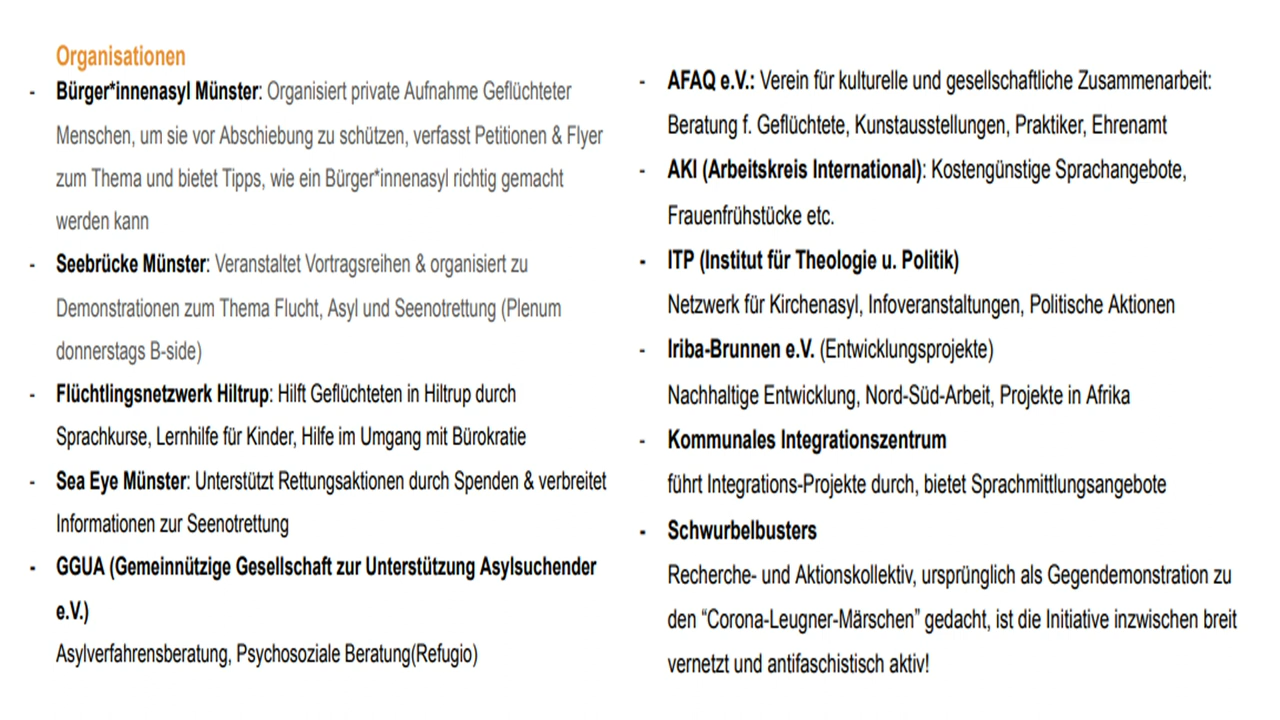 Organisationen
- Bürger*innenasyl Münster: Organisiert private Aufnahme Geflüchteter
Menschen, um sie vor Abschiebung zu schützen, verfasst Petitionen & Flyer
zum Thema und bietet Tipps, wie ein Bürger*innenasyl richtig gemacht
werden kann
- Seebrücke Münster: Veranstaltet Vortragsreihen & organisiert zu
Demonstrationen zum Thema Flucht, Asyl und Seenotrettung (Plenum
donnerstags B-side)
- Flüchtlingsnetzwerk Hiltrup: Hilft Geflüchteten in Hiltrup durch
Sprachkurse, Lernhilfe für Kinder, Hilfe im Umgang mit Bürokratie
- Sea Eye Münster: Unterstützt Rettungsaktionen durch Spenden & verbreitet
Informationen zur Seenotrettung
- GGUA (Gemeinnützige Gesellschaft zur Unterstützung Asylsuchender
e.V.)
Asylverfahrensberatung, Psychosoziale Beratung(Refugio)
- AFAQ e.V.: Verein für kulturelle und gesellschaftliche Zusammenarbeit:
Beratung f. Geflüchtete, Kunstausstellungen, Praktiker, Ehrenamt
- AKI (Arbeitskreis International): Kostengünstige Sprachangebote,
Frauenfrühstücke etc.
- ITP (Institut für Theologie u. Politik)
Netzwerk für Kirchenasyl, Infoveranstaltungen, Politische Aktionen
- Iriba-Brunnen e.V. (Entwicklungsprojekte)
Nachhaltige Entwicklung, Nord-Süd-Arbeit, Projekte in Afrika
- Kommunales Integrationszentrum
führt Integrations-Projekte durch, bietet Sprachmittlungsangebote
- Schwurbelbusters
Recherche- und Aktionskollektiv, ursprünglich als Gegendemonstration zu
den “Corona-Leugner-Märschen” gedacht, ist die Initiative inzwischen breit
vernetzt und antifaschistisch aktiv!